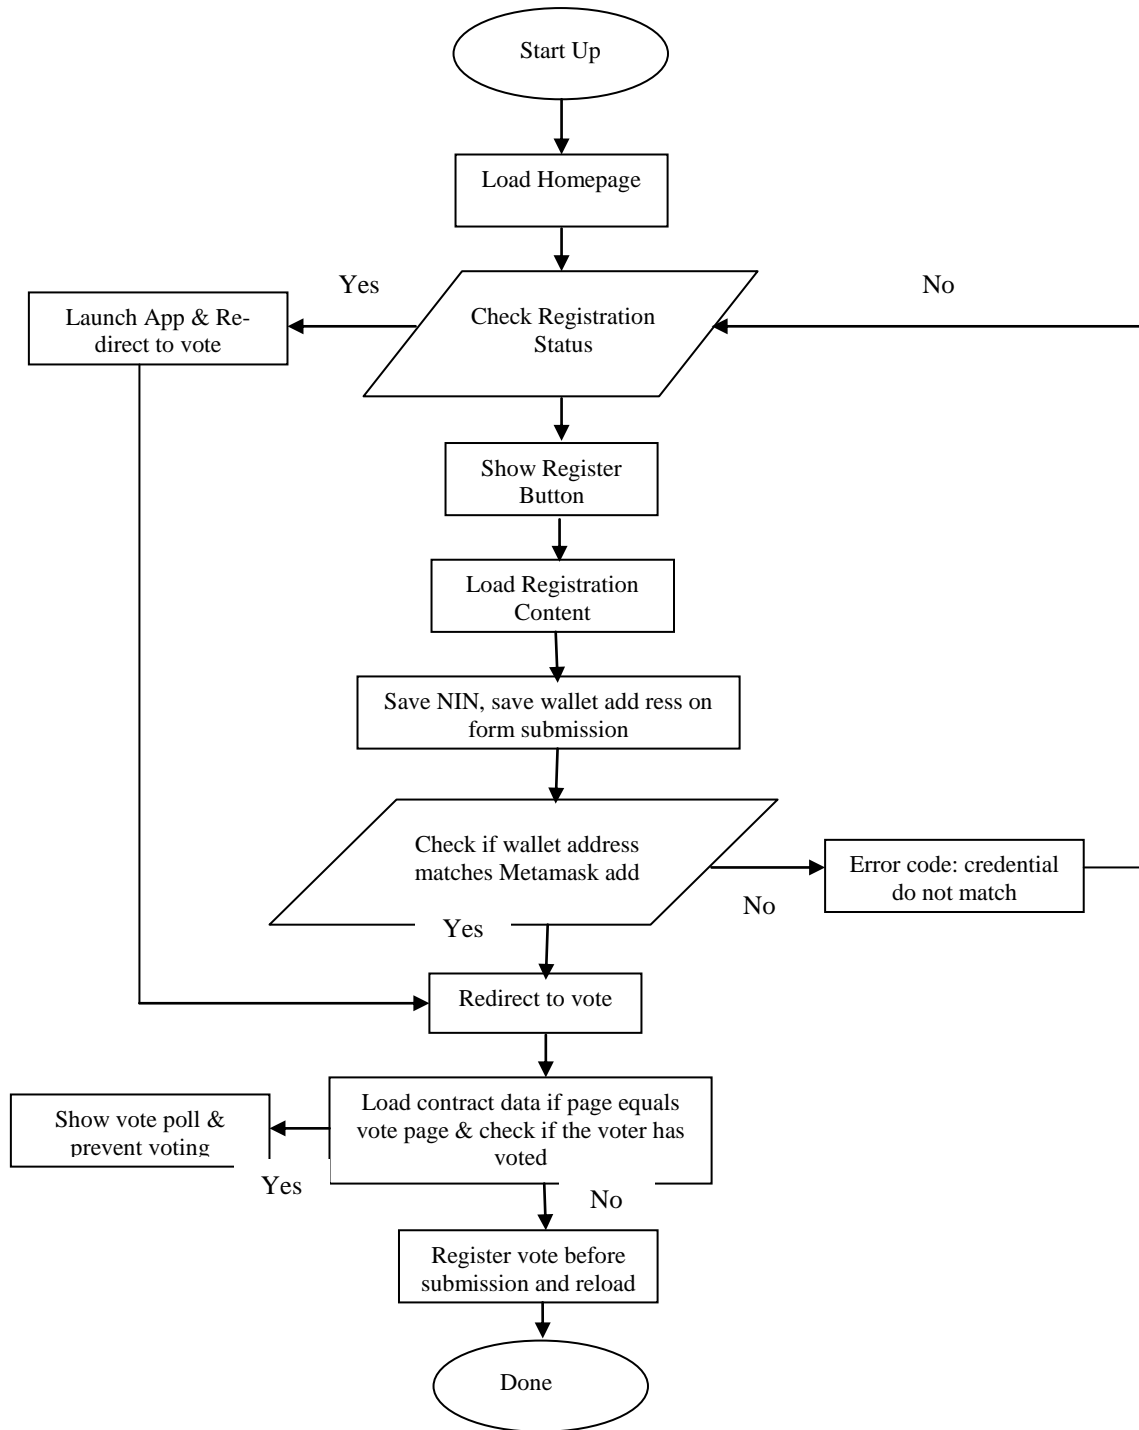 Start Up
Load Homepage
Yes
No
Launch App & Re-
direct to vote
Check Registration
Status
Show Register
Button
Load Registration
Content
Save NIN, save wallet add ress on
form submission
Check if wallet address
matches Metamask add
Error code: credential
do not match
No
Yes
Redirect to vote
Load contract data if page equals
vote page & check if the voter has
voted
Show vote poll &
prevent voting
Yes
No
Register vote before
submission and reload
Done